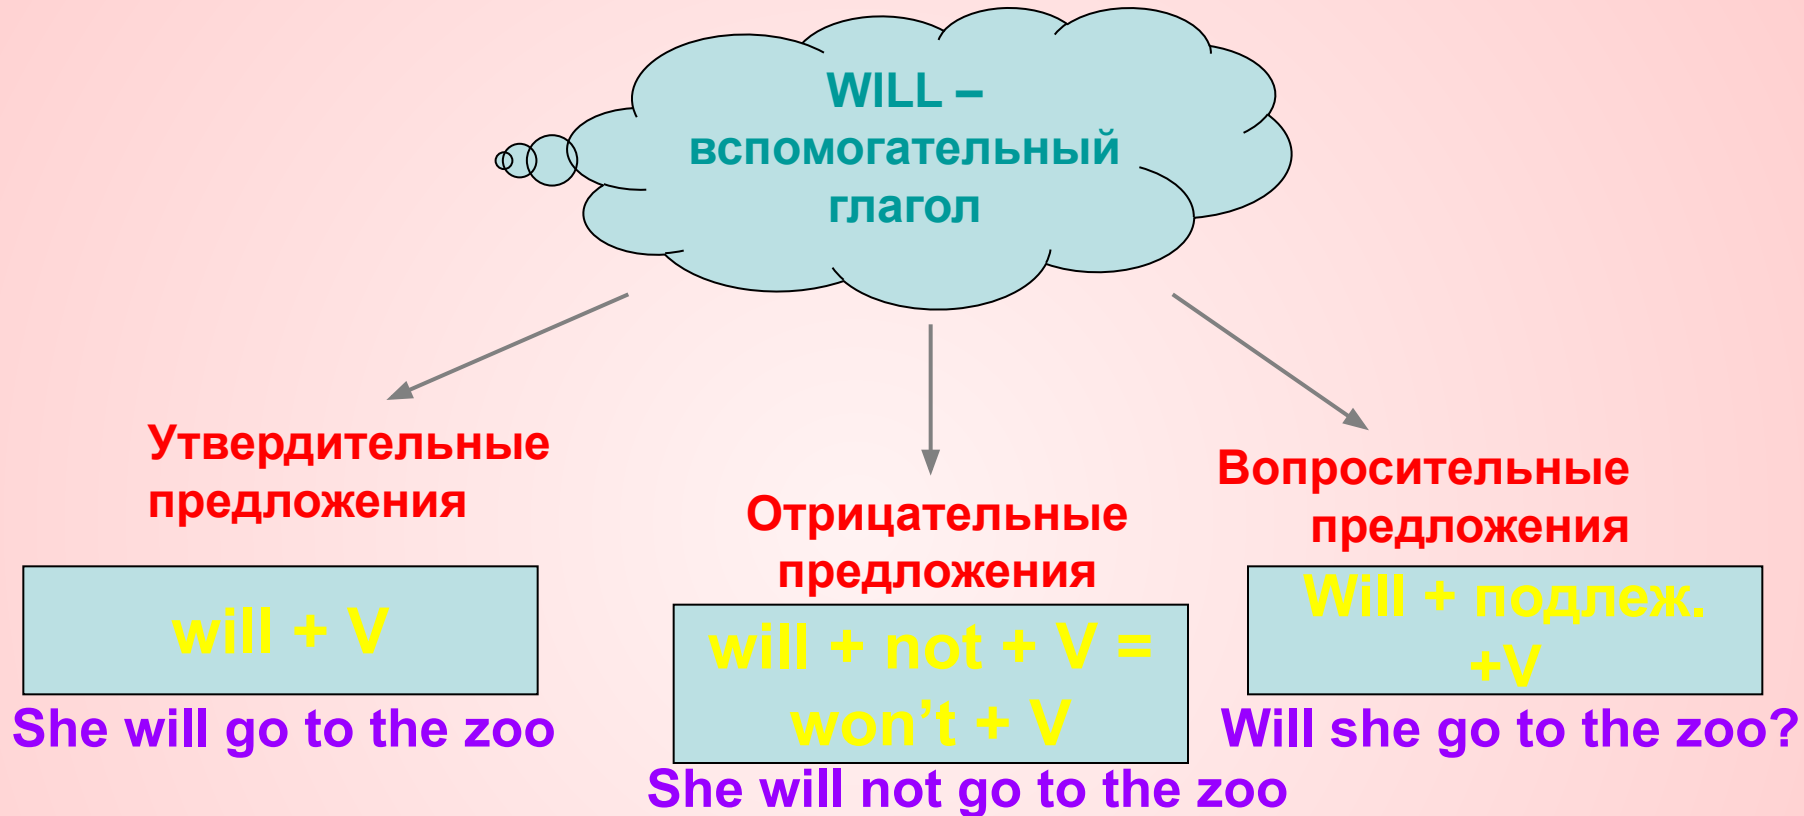 WILL –
вспомогательный
глагол
Утвердительные
предложения
will + V
She will go to the zoo
Отрицательные
предложения
will + not + V =
won’t + V
She will not go to the zoo
Вопросительные
предложения
Will + подлеж.
+V
Will she go to the zoo?